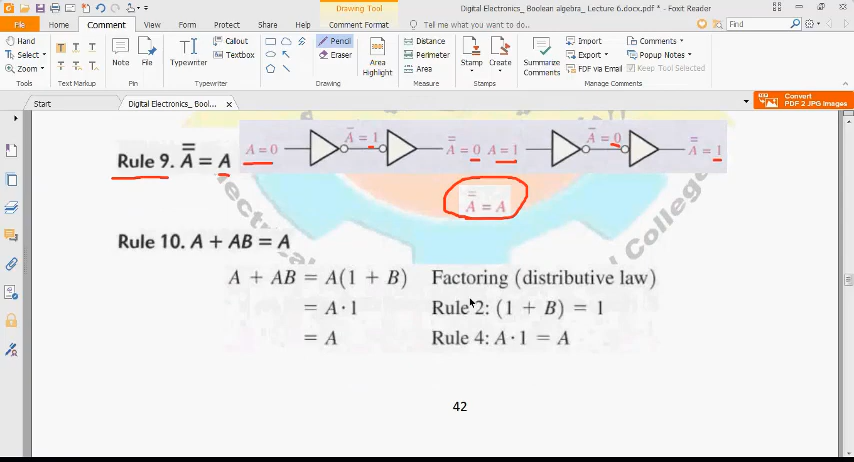 Drawing Tool
Digital Electronics_ Boolean algebra_ Lecture 6.docx.pdf * - Foxit Reader
File Comment View Form Protect Share Help Comment Format Tell me what you want to do... Find
Hand
Select
Zoom
Tools
Text Markup
Note File
Pin
Typewriter
Callout
Textbox
Typewriter
Pencil
Eraser
Drawing
Area Highlight
Distance
Perimeter
Area
Measure
Stamp Create
Stamps
Summarize Comments
Import
Export
FDF via Email
Comments
Popup Notes
Keep Tool Selected
Manage Comments
Start Digital Electronics_ Bool...
Convert
PDF 2 JPG Images
Rule 9. A̿ = A
A = 0 A̅ = 1 A̿ = 0 A = 1 A̅ = 0 A̿ = 1
A̿ = A
Rule 10. A + AB = A
A + AB = A(1 + B) Factoring (distributive law)
= A · 1 Rule 2: (1 + B) = 1
= A Rule 4: A · 1 = A
College
42